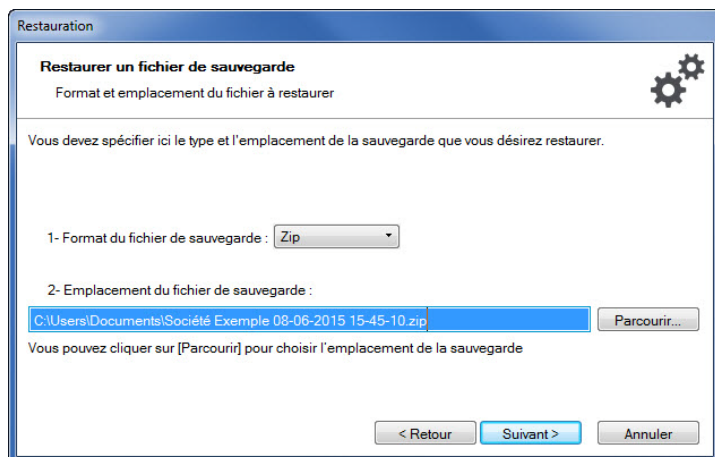 Restauration
Restaurer un fichier de sauvegarde
Format et emplacement du fichier à restaurer
Vous devez spécifier ici le type et l'emplacement de la sauvegarde que vous désirez restaurer.
1- Format du fichier de sauvegarde : Zip
2- Emplacement du fichier de sauvegarde :
C:\Users\Documents\Société Exemple 08-06-2015 15-45-10.zip Parcourir...
Vous pouvez cliquer sur [Parcourir] pour choisir l'emplacement de la sauvegarde
< Retour Suivant > Annuler